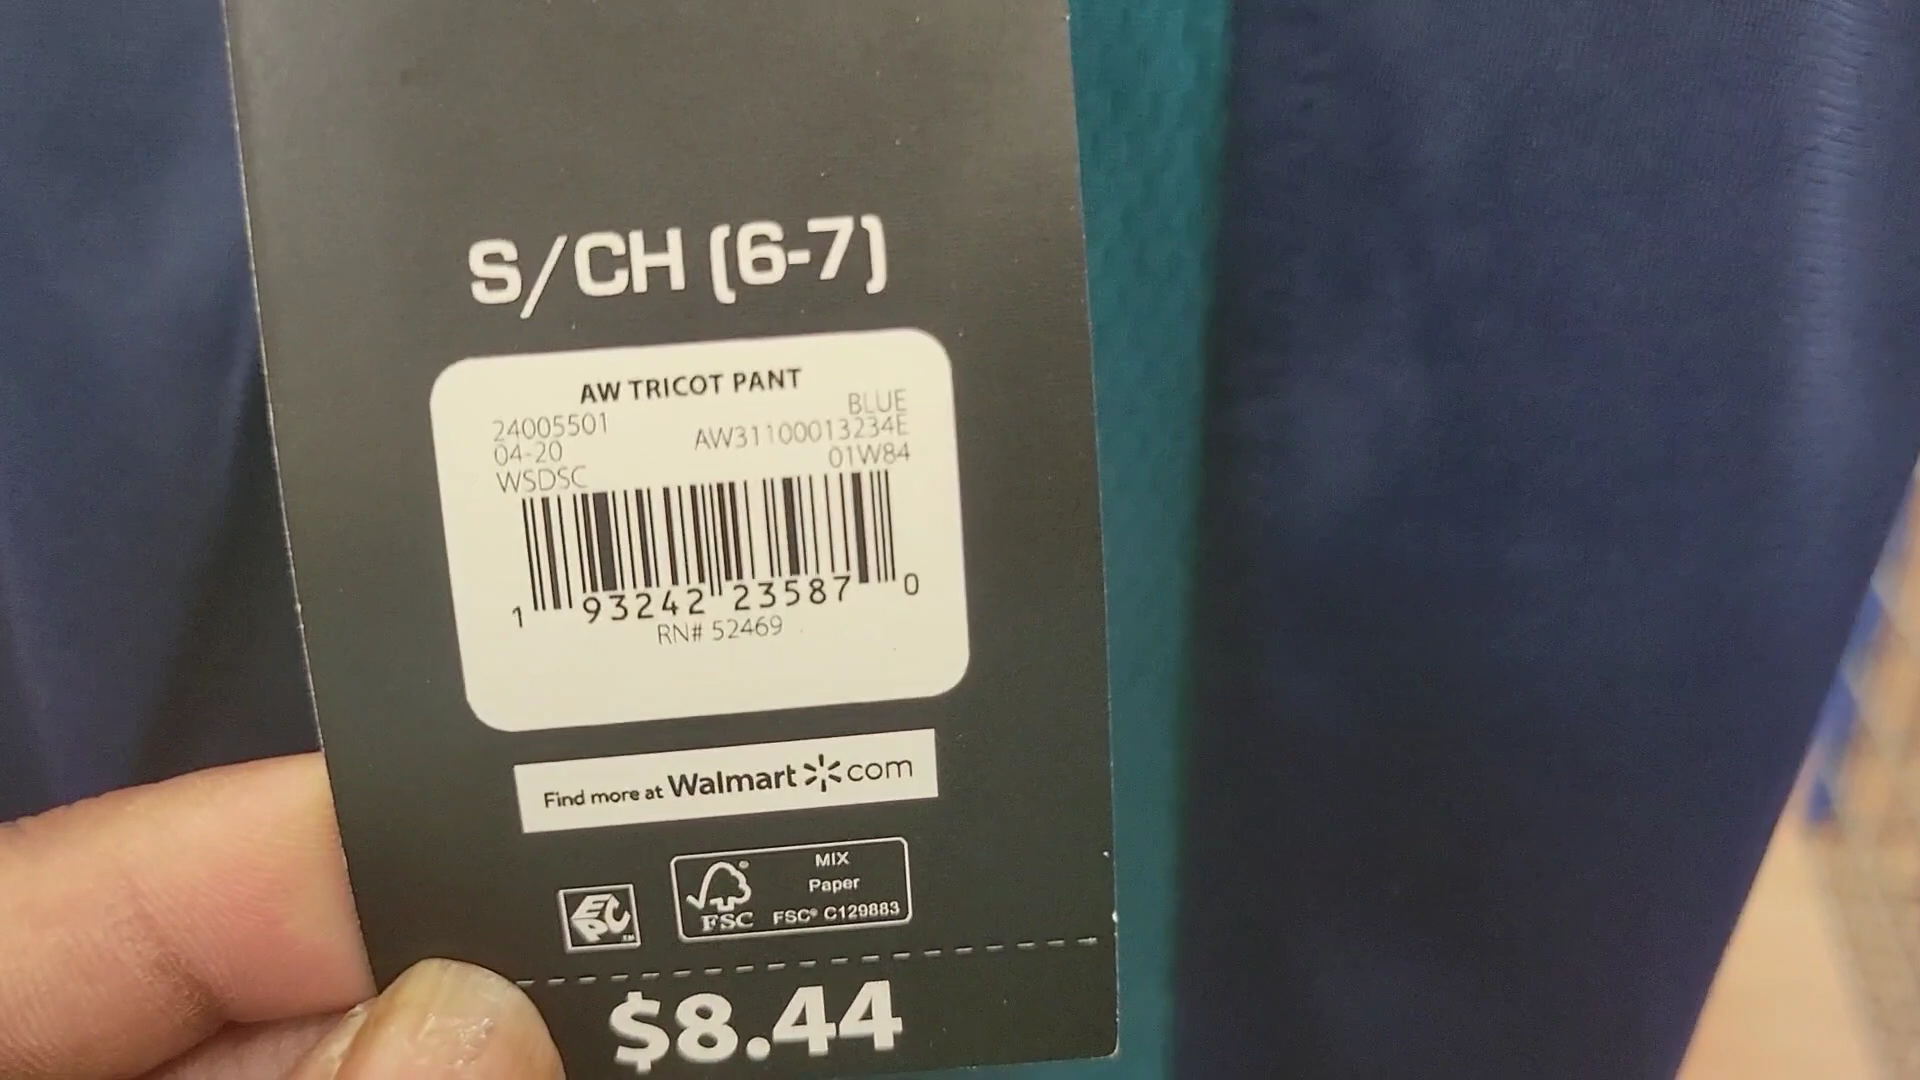 S/CH (6-7)
AW TRICOT PANT
BLUE
24005501
AW31100013234E
04-20
01W84
WSDSC
1 93242 23587 0
RN# 52469
Find more at Walmart com
EPC ™
MIX
Paper
FSC FSC® C129883
$8.44